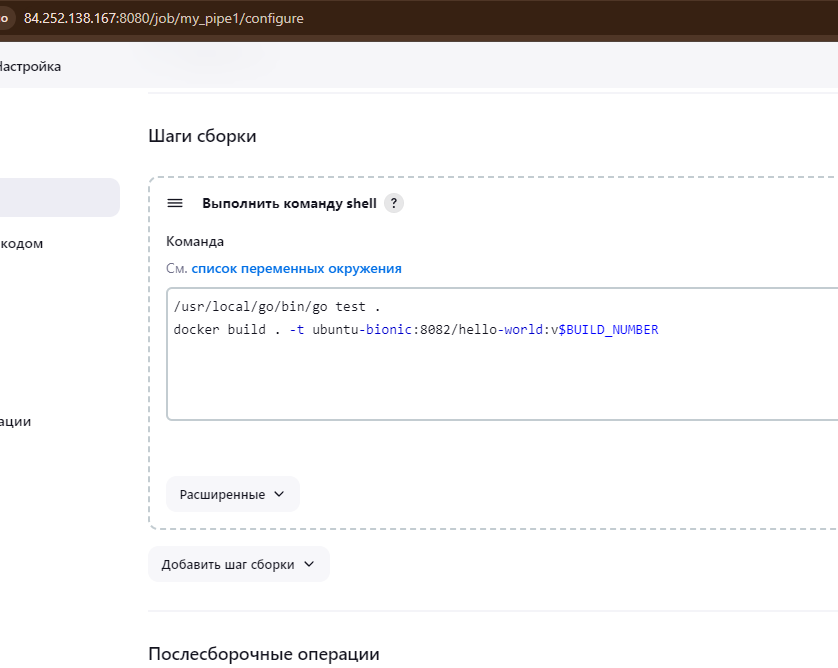 84.252.138.167:8080/job/my_pipe1/configure
Настройка
Шаги сборки
Выполнить команду shell ?
кодом
Команда
См. список переменных окружения
/usr/local/go/bin/go test .
docker build . -t ubuntu-bionic:8082/hello-world:v$BUILD_NUMBER
ации
Расширенные
Добавить шаг сборки
Послесборочные операции